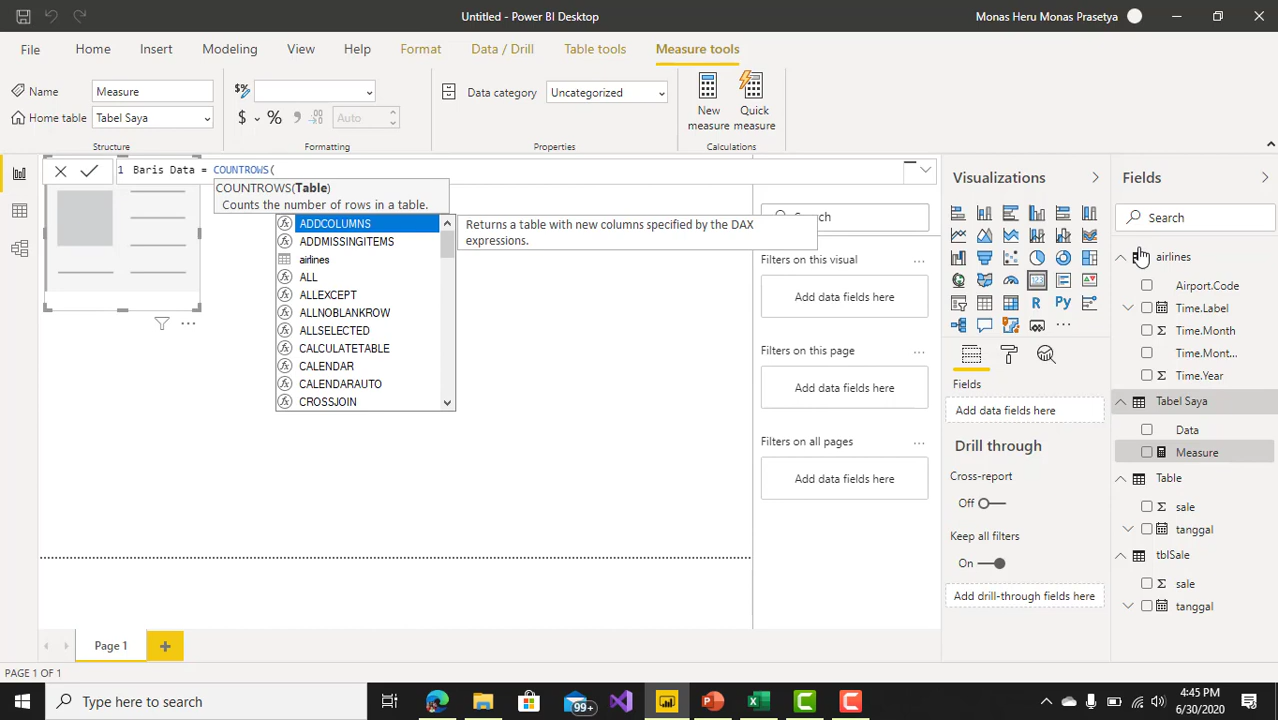 Untitled - Power BI Desktop
Monas Heru Monas Prasetya
File
Home
Insert
Modeling
View
Help
Format
Data / Drill
Table tools
Measure tools
Name
Measure
Home table
Tabel Saya
Structure
$%
$
%
Auto
Formatting
Data category
Uncategorized
Properties
New measure
Quick measure
Calculations
1 Baris Data = COUNTROWS(
COUNTROWS(Table)
Counts the number of rows in a table.
ADDCOLUMNS
ADDMISSINGITEMS
airlines
ALL
ALLEXCEPT
ALLNOBLANKROW
ALLSELECTED
CALCULATETABLE
CALENDAR
CALENDARAUTO
CROSSJOIN
Returns a table with new columns specified by the DAX
expressions.
Filters on this visual
Add data fields here
Filters on this page
Add data fields here
Filters on all pages
Add data fields here
Visualizations
R
Py
123
Fields
Add data fields here
Drill through
Cross-report
Off
Keep all filters
On
Add drill-through fields here
Fields
Search
airlines
Airport.Code
Time.Label
Time.Month
Time.Mont...
Time.Year
Tabel Saya
Data
Measure
Table
sale
tanggal
tblSale
sale
tanggal
Page 1
PAGE 1 OF 1
Type here to search
99+
4:45 PM
6/30/2020